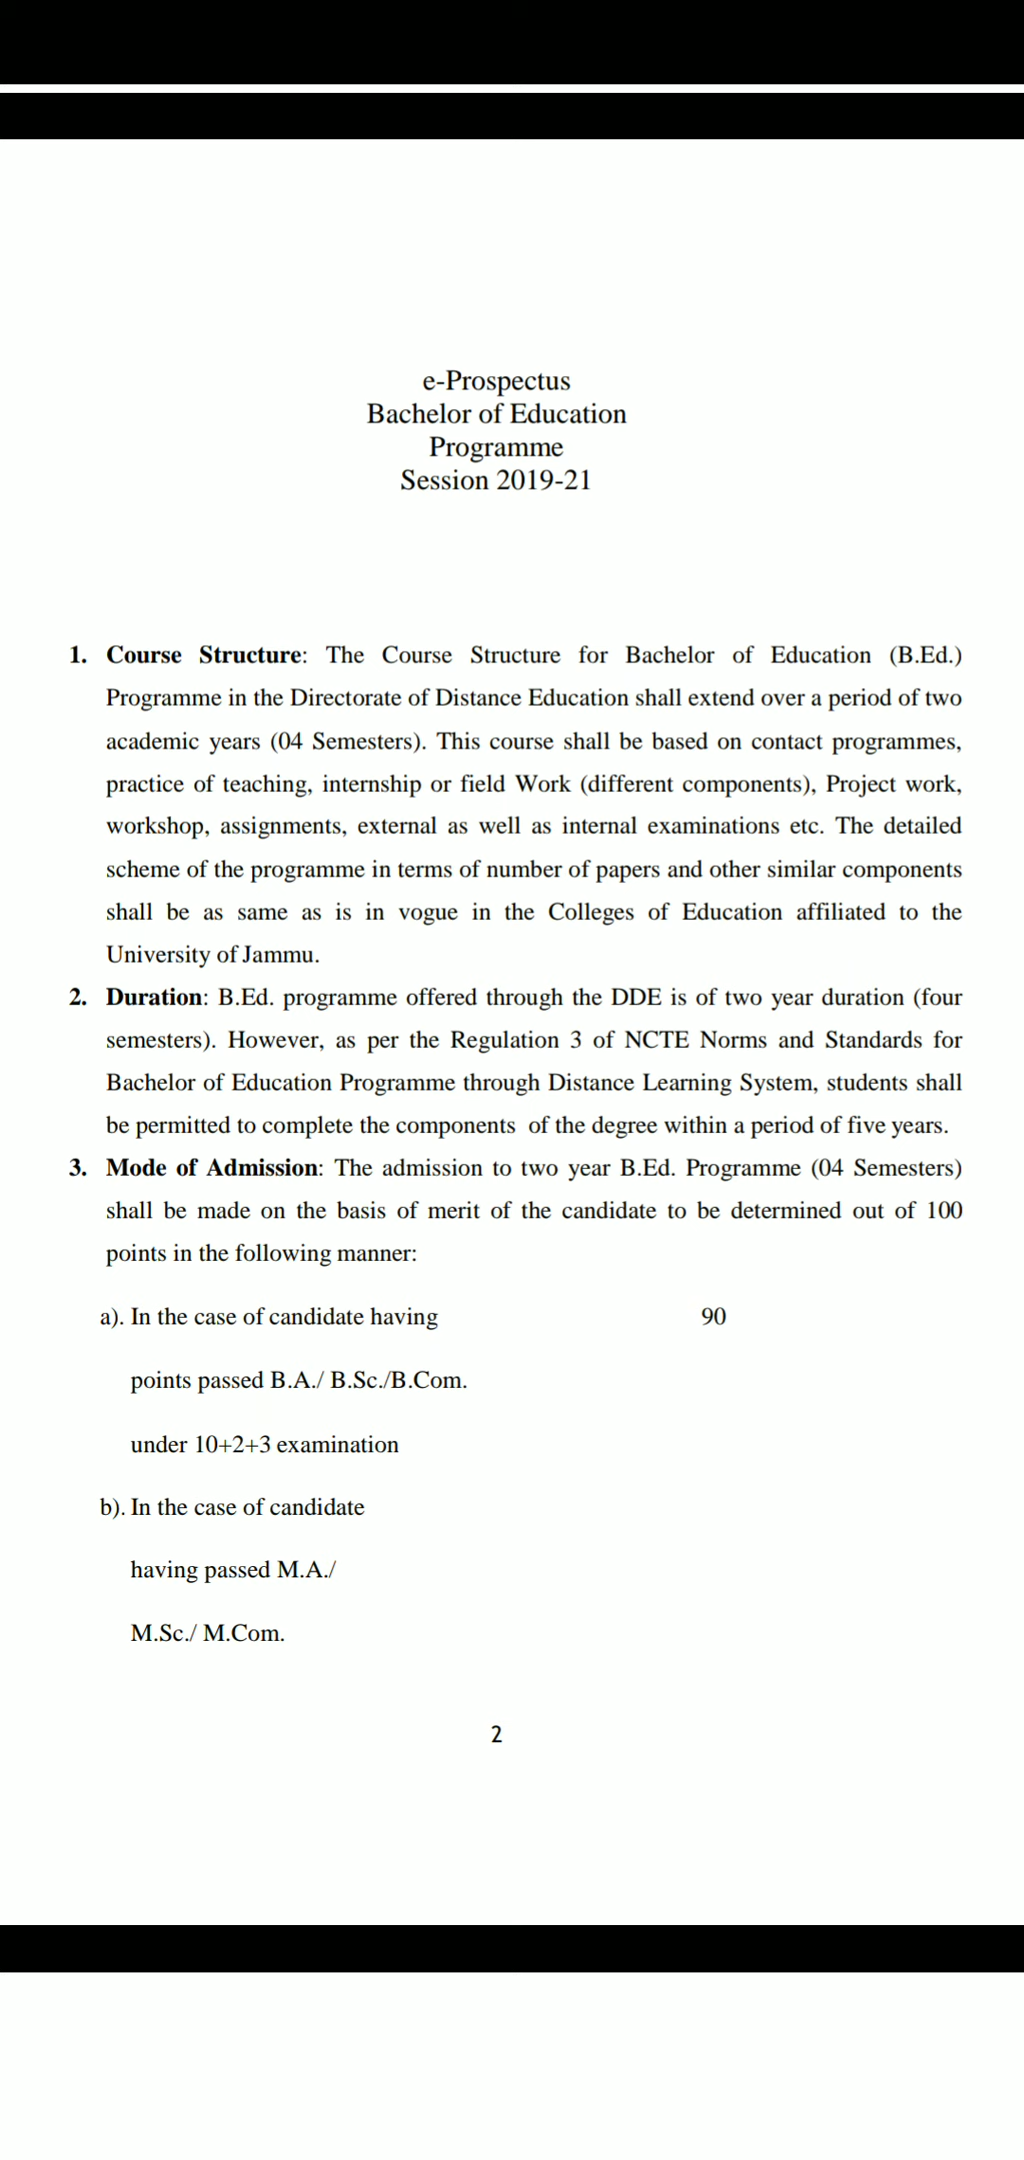 e-Prospectus
Bachelor of Education
Programme
Session 2019-21
1. Course Structure: The Course Structure for Bachelor of Education (B.Ed.)
Programme in the Directorate of Distance Education shall extend over a period of two
academic years (04 Semesters). This course shall be based on contact programmes,
practice of teaching, internship or field Work (different components), Project work,
workshop, assignments, external as well as internal examinations etc. The detailed
scheme of the programme in terms of number of papers and other similar components
shall be as same as is in vogue in the Colleges of Education affiliated to the
University of Jammu.
2. Duration: B.Ed. programme offered through the DDE is of two year duration (four
semesters). However, as per the Regulation 3 of NCTE Norms and Standards for
Bachelor of Education Programme through Distance Learning System, students shall
be permitted to complete the components of the degree within a period of five years.
3. Mode of Admission: The admission to two year B.Ed. Programme (04 Semesters)
shall be made on the basis of merit of the candidate to be determined out of 100
points in the following manner:
a). In the case of candidate having 90
points passed B.A./ B.Sc./B.Com.
under 10+2+3 examination
b). In the case of candidate
having passed M.A./
M.Sc./ M.Com.
2